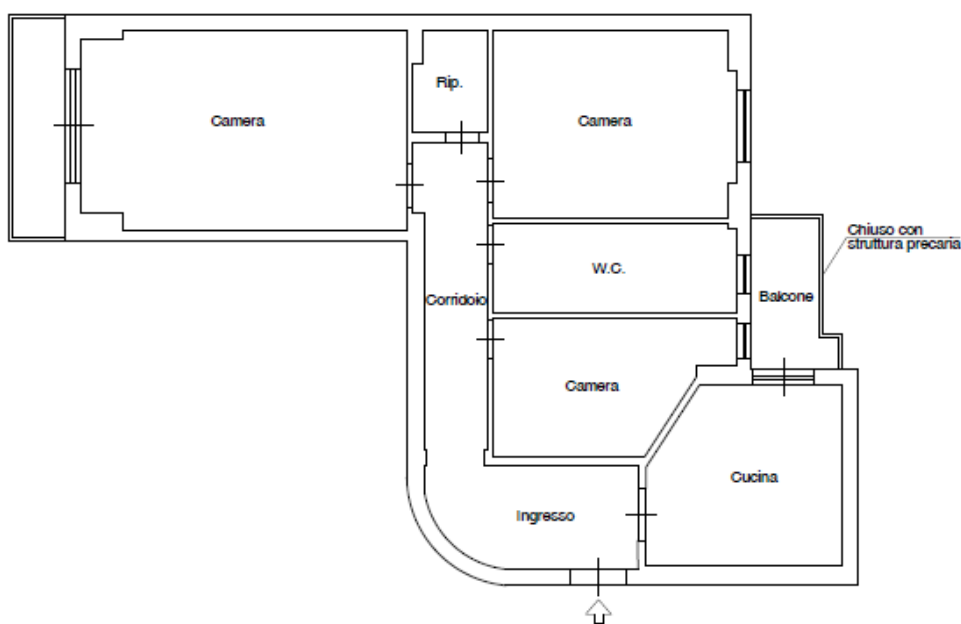 Rip.
Camera
Camera
Chiuso con
struttura precaria
W.C.
Corridoio
Balcone
Camera
Cucina
Ingresso